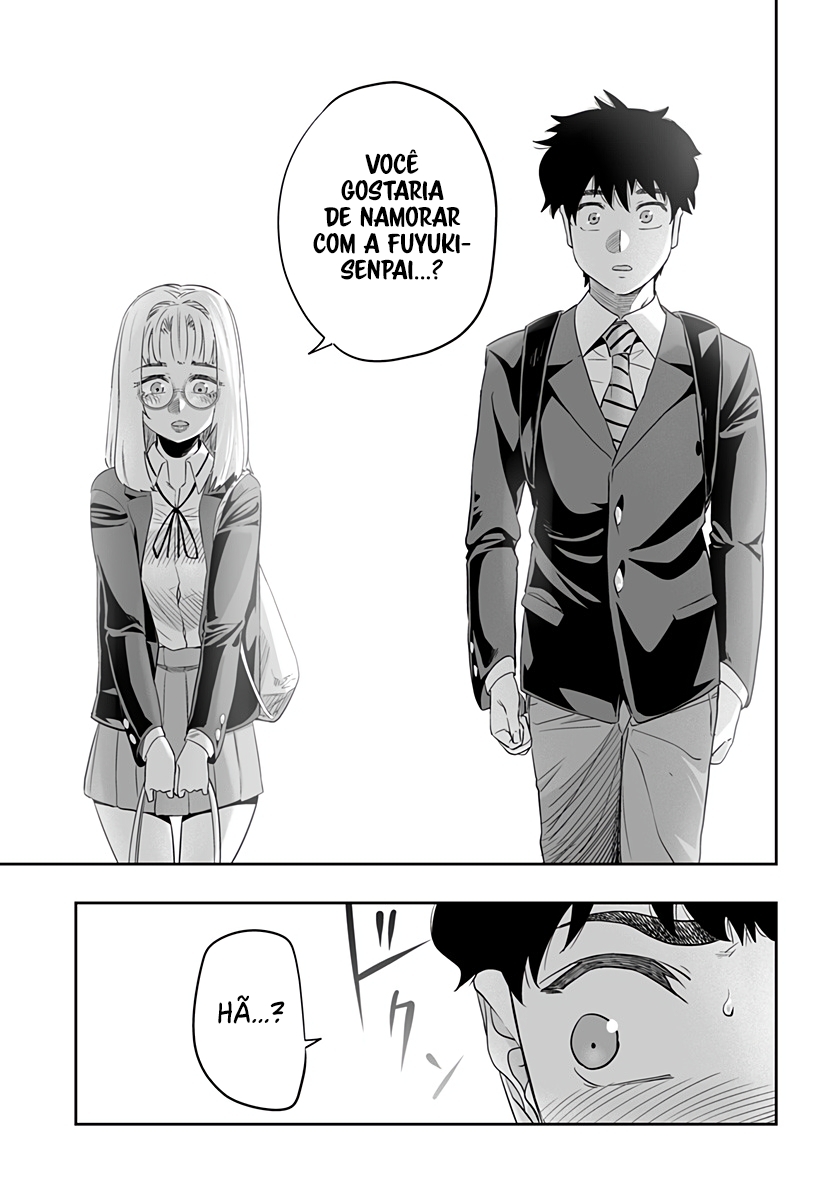 VOCÊ
GOSTARIA
DE NAMORAR
COM A FUYUKI-
SENPAI...?
ドクン
HÃ...?